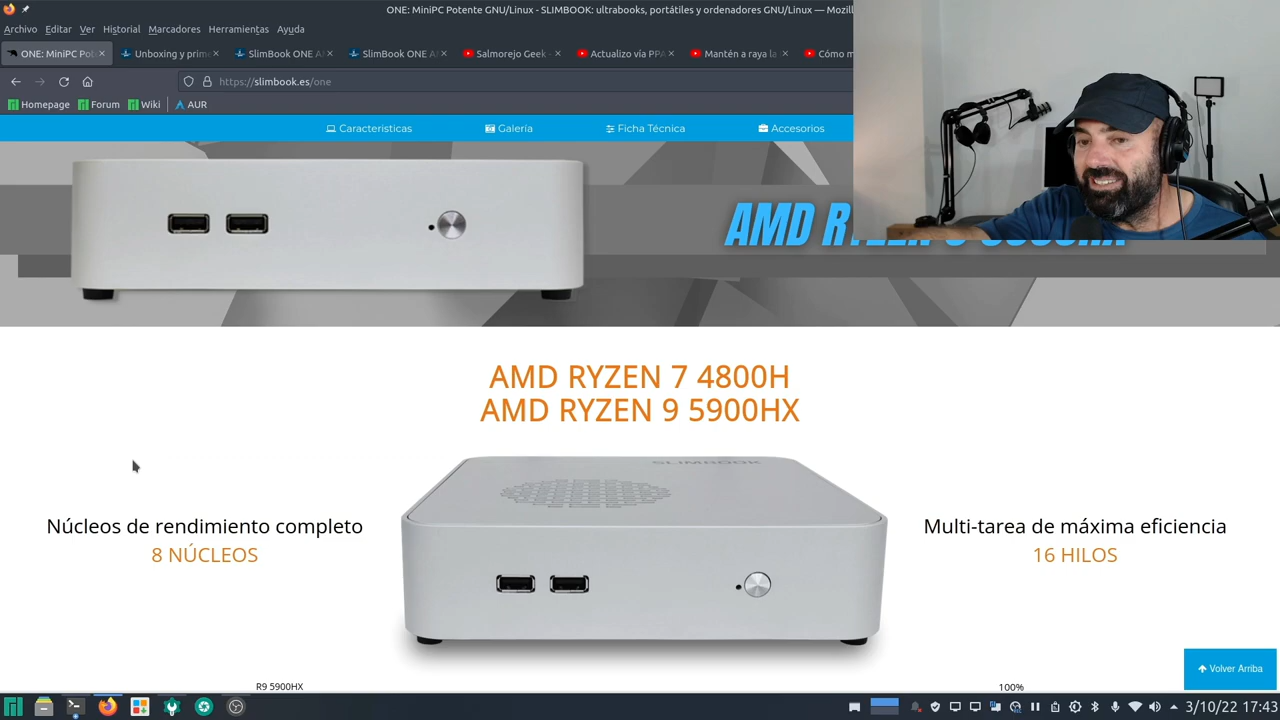 ONE: MiniPC Potente GNU/Linux - SLIMBOOK: ultrabooks, portátiles y ordenadores GNU/Linux — Mozill
Archivo Editar Ver Historial Marcadores Herramientas Ayuda
ONE: MiniPC Pot Unboxing y prim SlimBook ONE A SlimBook ONE A Salmorejo Geek - Actualizo vía PPA Mantén a raya la Cómo m
https://slimbook.es/one
Homepage Forum Wiki AUR
Caracteristicas Galeria Ficha Técnica Accesorios
AMD
AMD RYZEN 7 4800H
AMD RYZEN 9 5900HX
SLIMBOOK
Núcleos de rendimiento completo
8 NÚCLEOS
Multi-tarea de máxima eficiencia
16 HILOS
Volver Arriba
R9 5900HX 100%
3/10/22 17:43